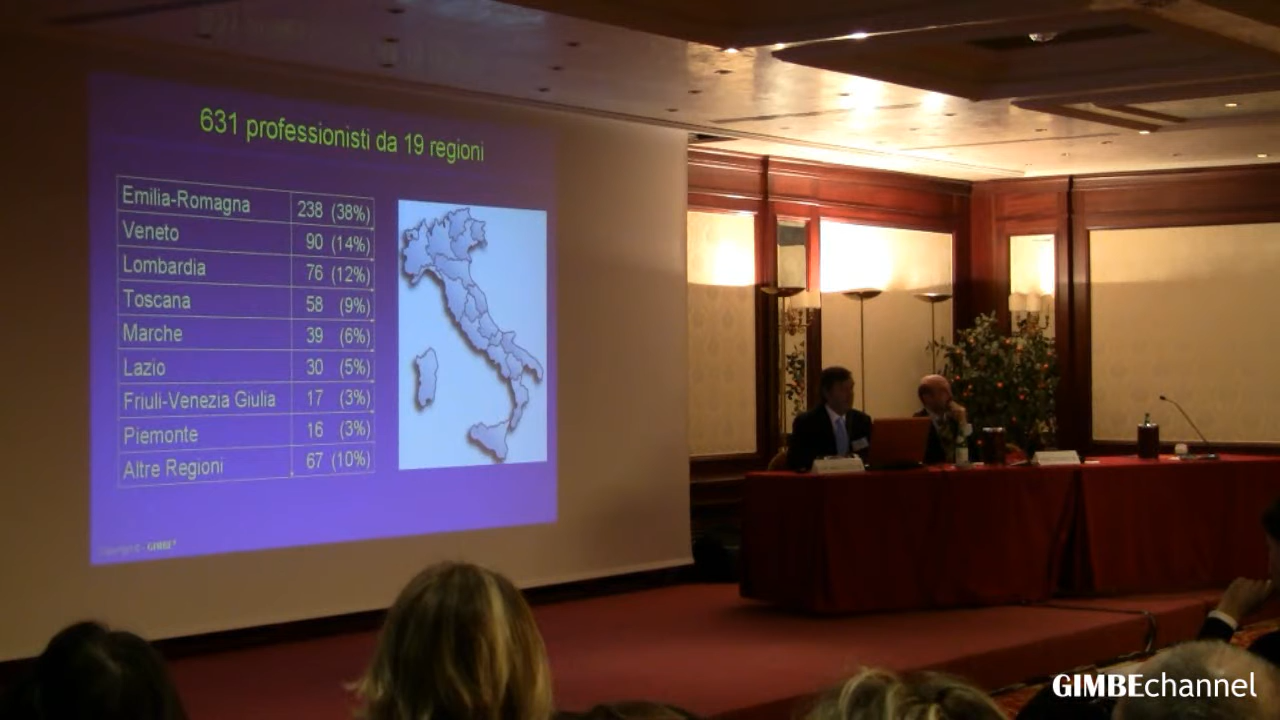 631 professionisti da 19 regioni
Emilia-Romagna 238 (38%)
Veneto 90 (14%)
Lombardia 76 (12%)
Toscana 58 (9%)
Marche 39 (6%)
Lazio 30 (5%)
Friuli-Venezia Giulia 17 (3%)
Piemonte 16 (3%)
Altre Regioni 67 (10%)
GIMBE®
GIMBEchannel